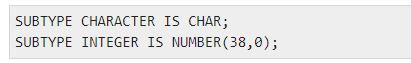 SUBTYPE CHARACTER IS CHAR;
SUBTYPE INTEGER IS NUMBER(38,0);